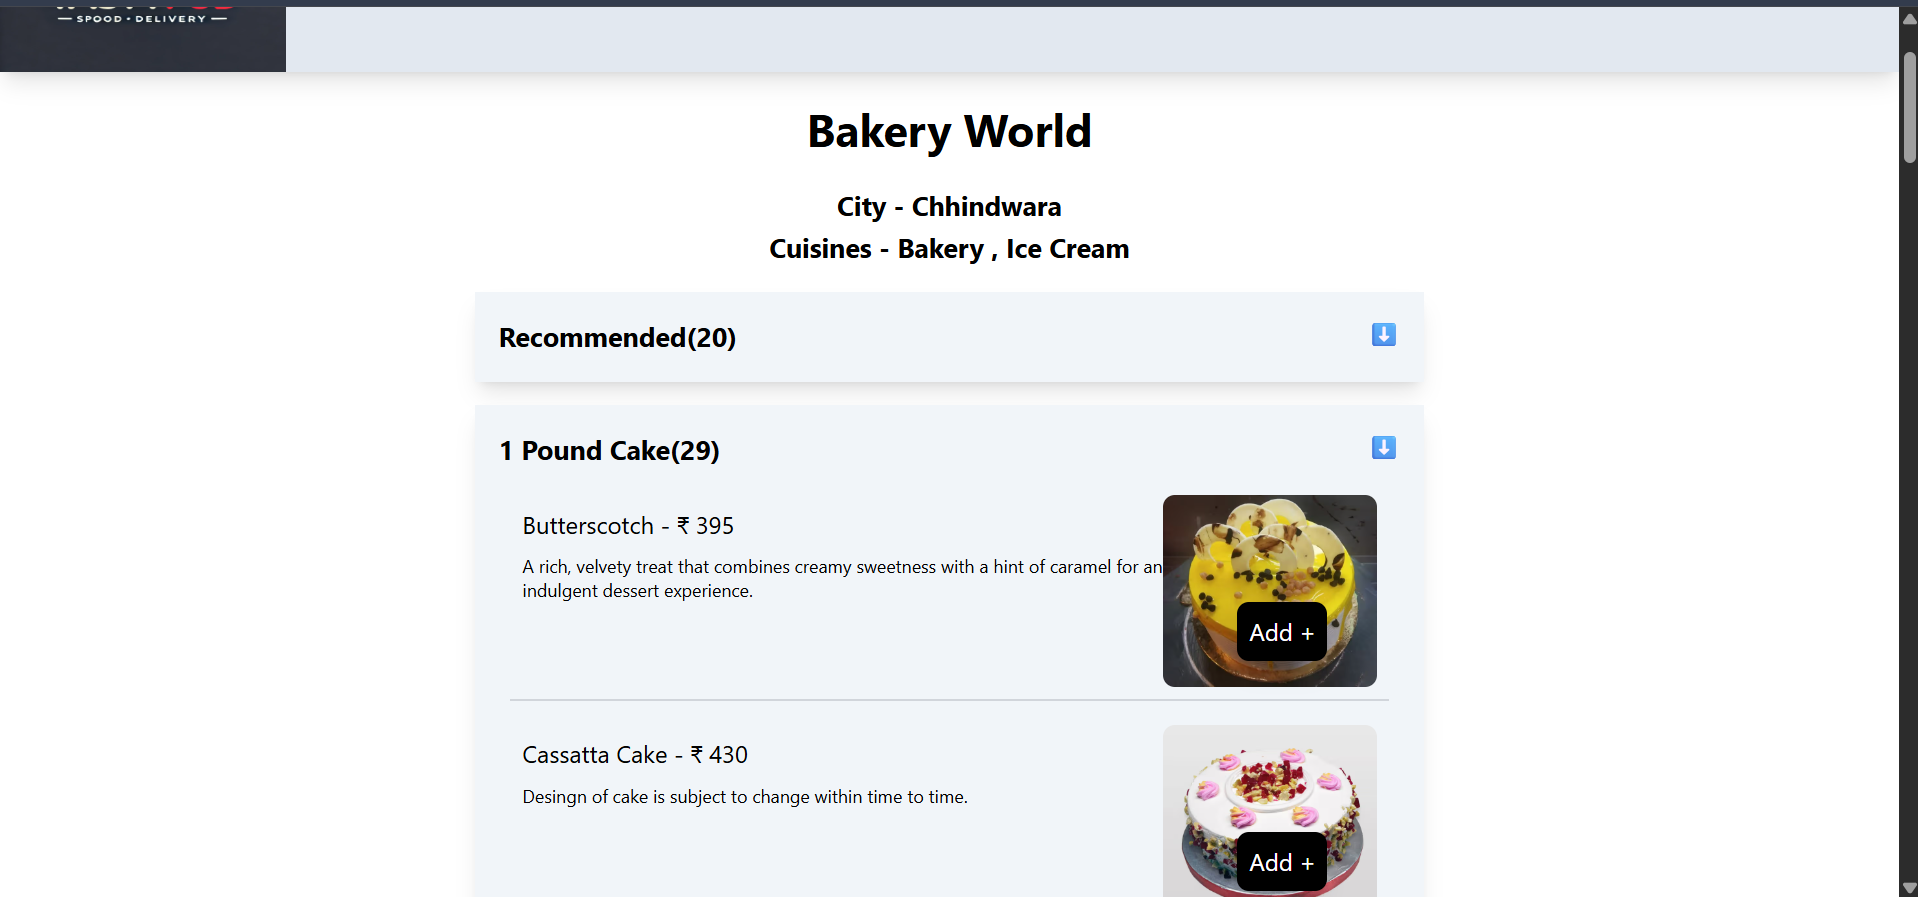 SPOOD • DELIVERY
Bakery World
City - Chhindwara
Cuisines - Bakery , Ice Cream
Recommended(20)
1 Pound Cake(29)
Butterscotch - ₹ 395
A rich, velvety treat that combines creamy sweetness with a hint of caramel for an
indulgent dessert experience.
Add +
Cassatta Cake - ₹ 430
Desingn of cake is subject to change within time to time.
Add +